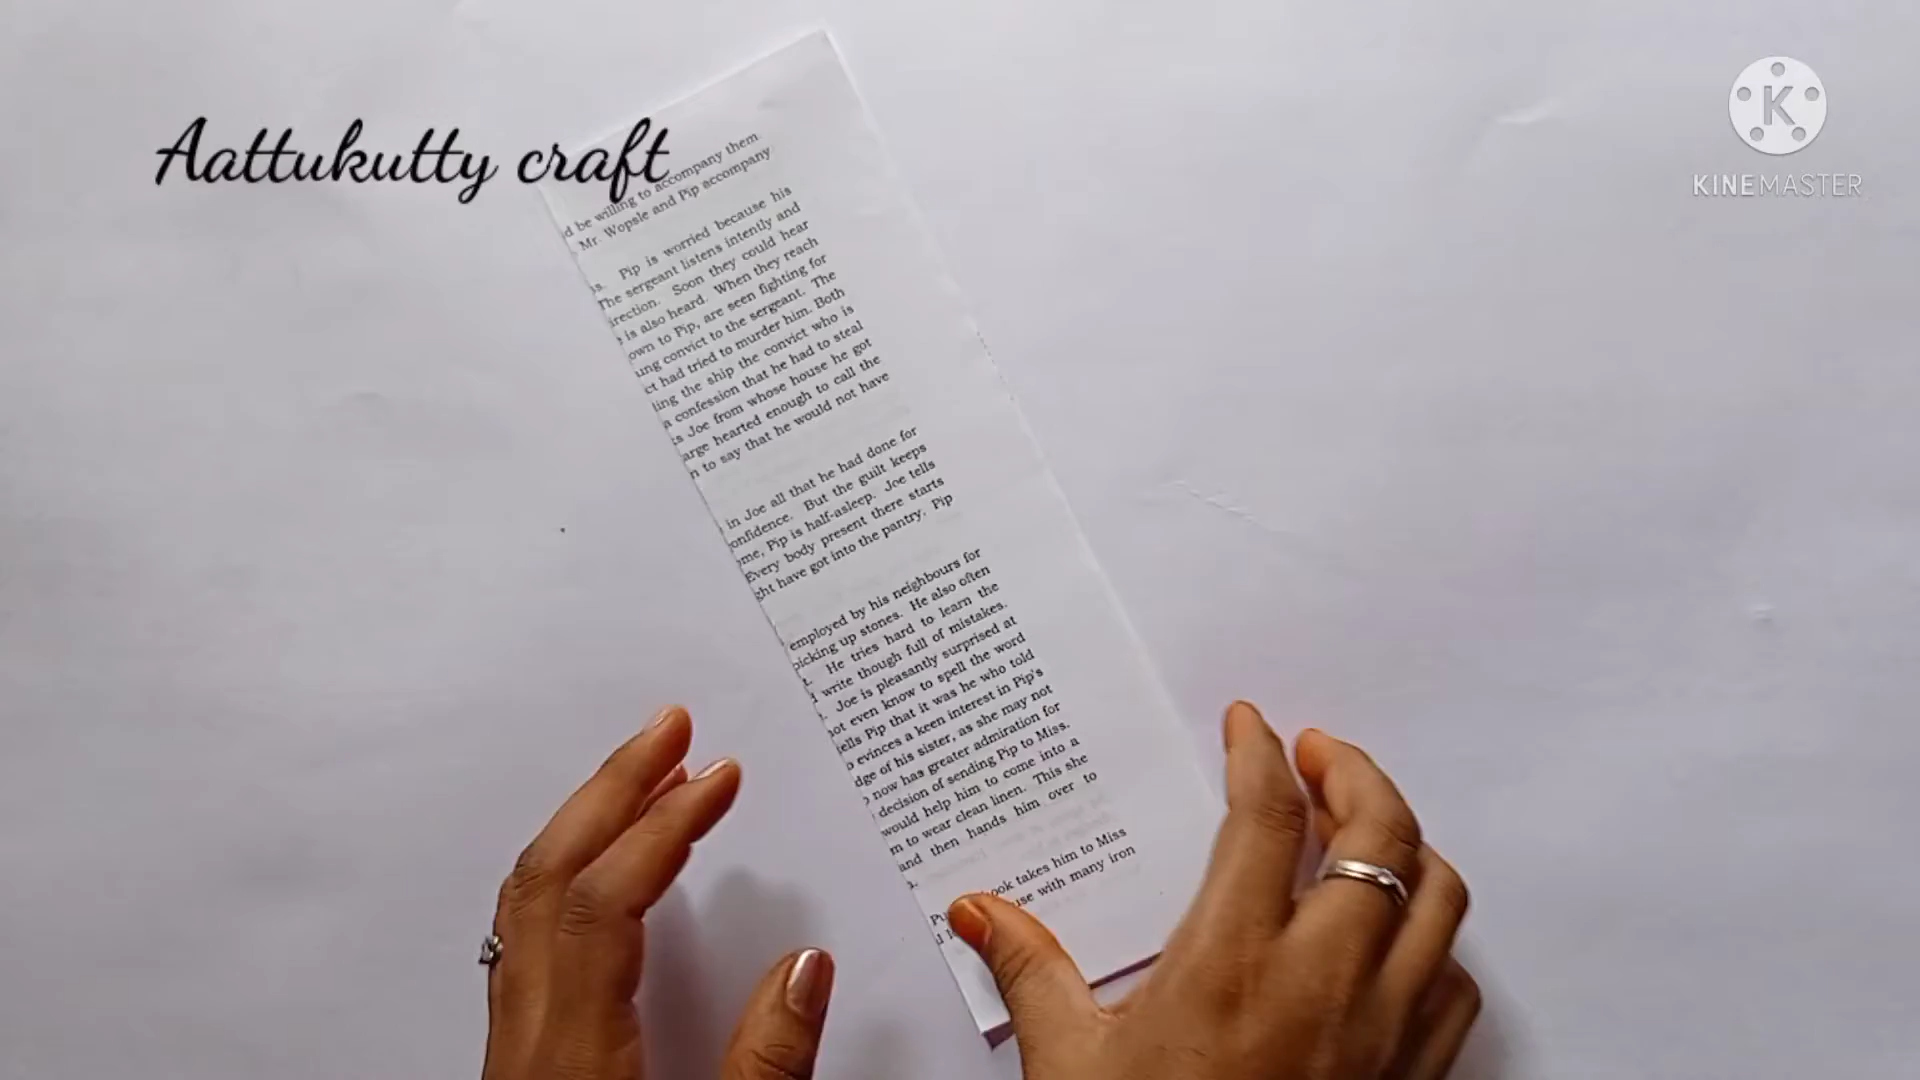 Aattukutty craft
KINEMASTER
d be willing to accompany them.
Mr. Wopsle and Pip accompany
s. Pip is worried because his
The sergeant listens intently and
irection. Soon they could hear
is also heard. When they reach
own to Pip, are seen fighting for
ung convict to the sergeant. The
ct had tried to murder him. Both
ling the ship the convict who is
a confession that he had to steal
s Joe from whose house he got
arge hearted enough to call the
n to say that he would not have
in Joe all that he had done for
onfidence. But the guilt keeps
me, Pip is half-asleep. Joe tells
Every body present there starts
ght have got into the pantry. Pip
employed by his neighbours for
picking up stones. He also often
t. He tries hard to learn the
write though full of mistakes.
Joe is pleasantly surprised at
not even know to spell the word
ells Pip that it was he who told
evinces a keen interest in Pip's
dge of his sister, as she may not
now has greater admiration for
decision of sending Pip to Miss.
would help him to come into a
m to wear clean linen. This she
and then hands him over to
ook takes him to Miss
use with many iron